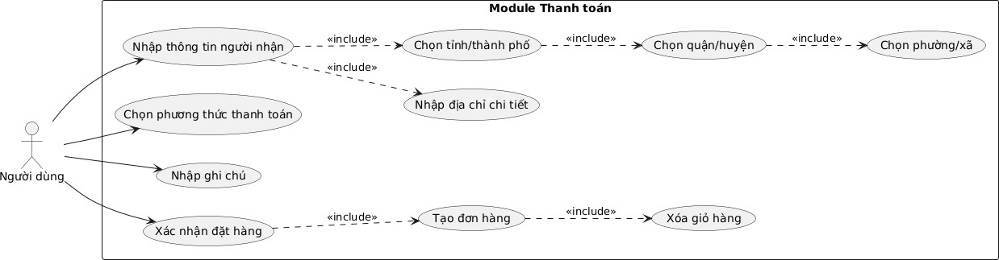 Module Thanh toán
Nhập thông tin người nhận
«include»
Chọn tỉnh/thành phố
«include»
Chọn quận/huyện
«include»
Chọn phường/xã
«include»
Nhập địa chỉ chi tiết
Chọn phương thức thanh toán
Người dùng
Nhập ghi chú
Xác nhận đặt hàng
«include»
Tạo đơn hàng
«include»
Xóa giỏ hàng